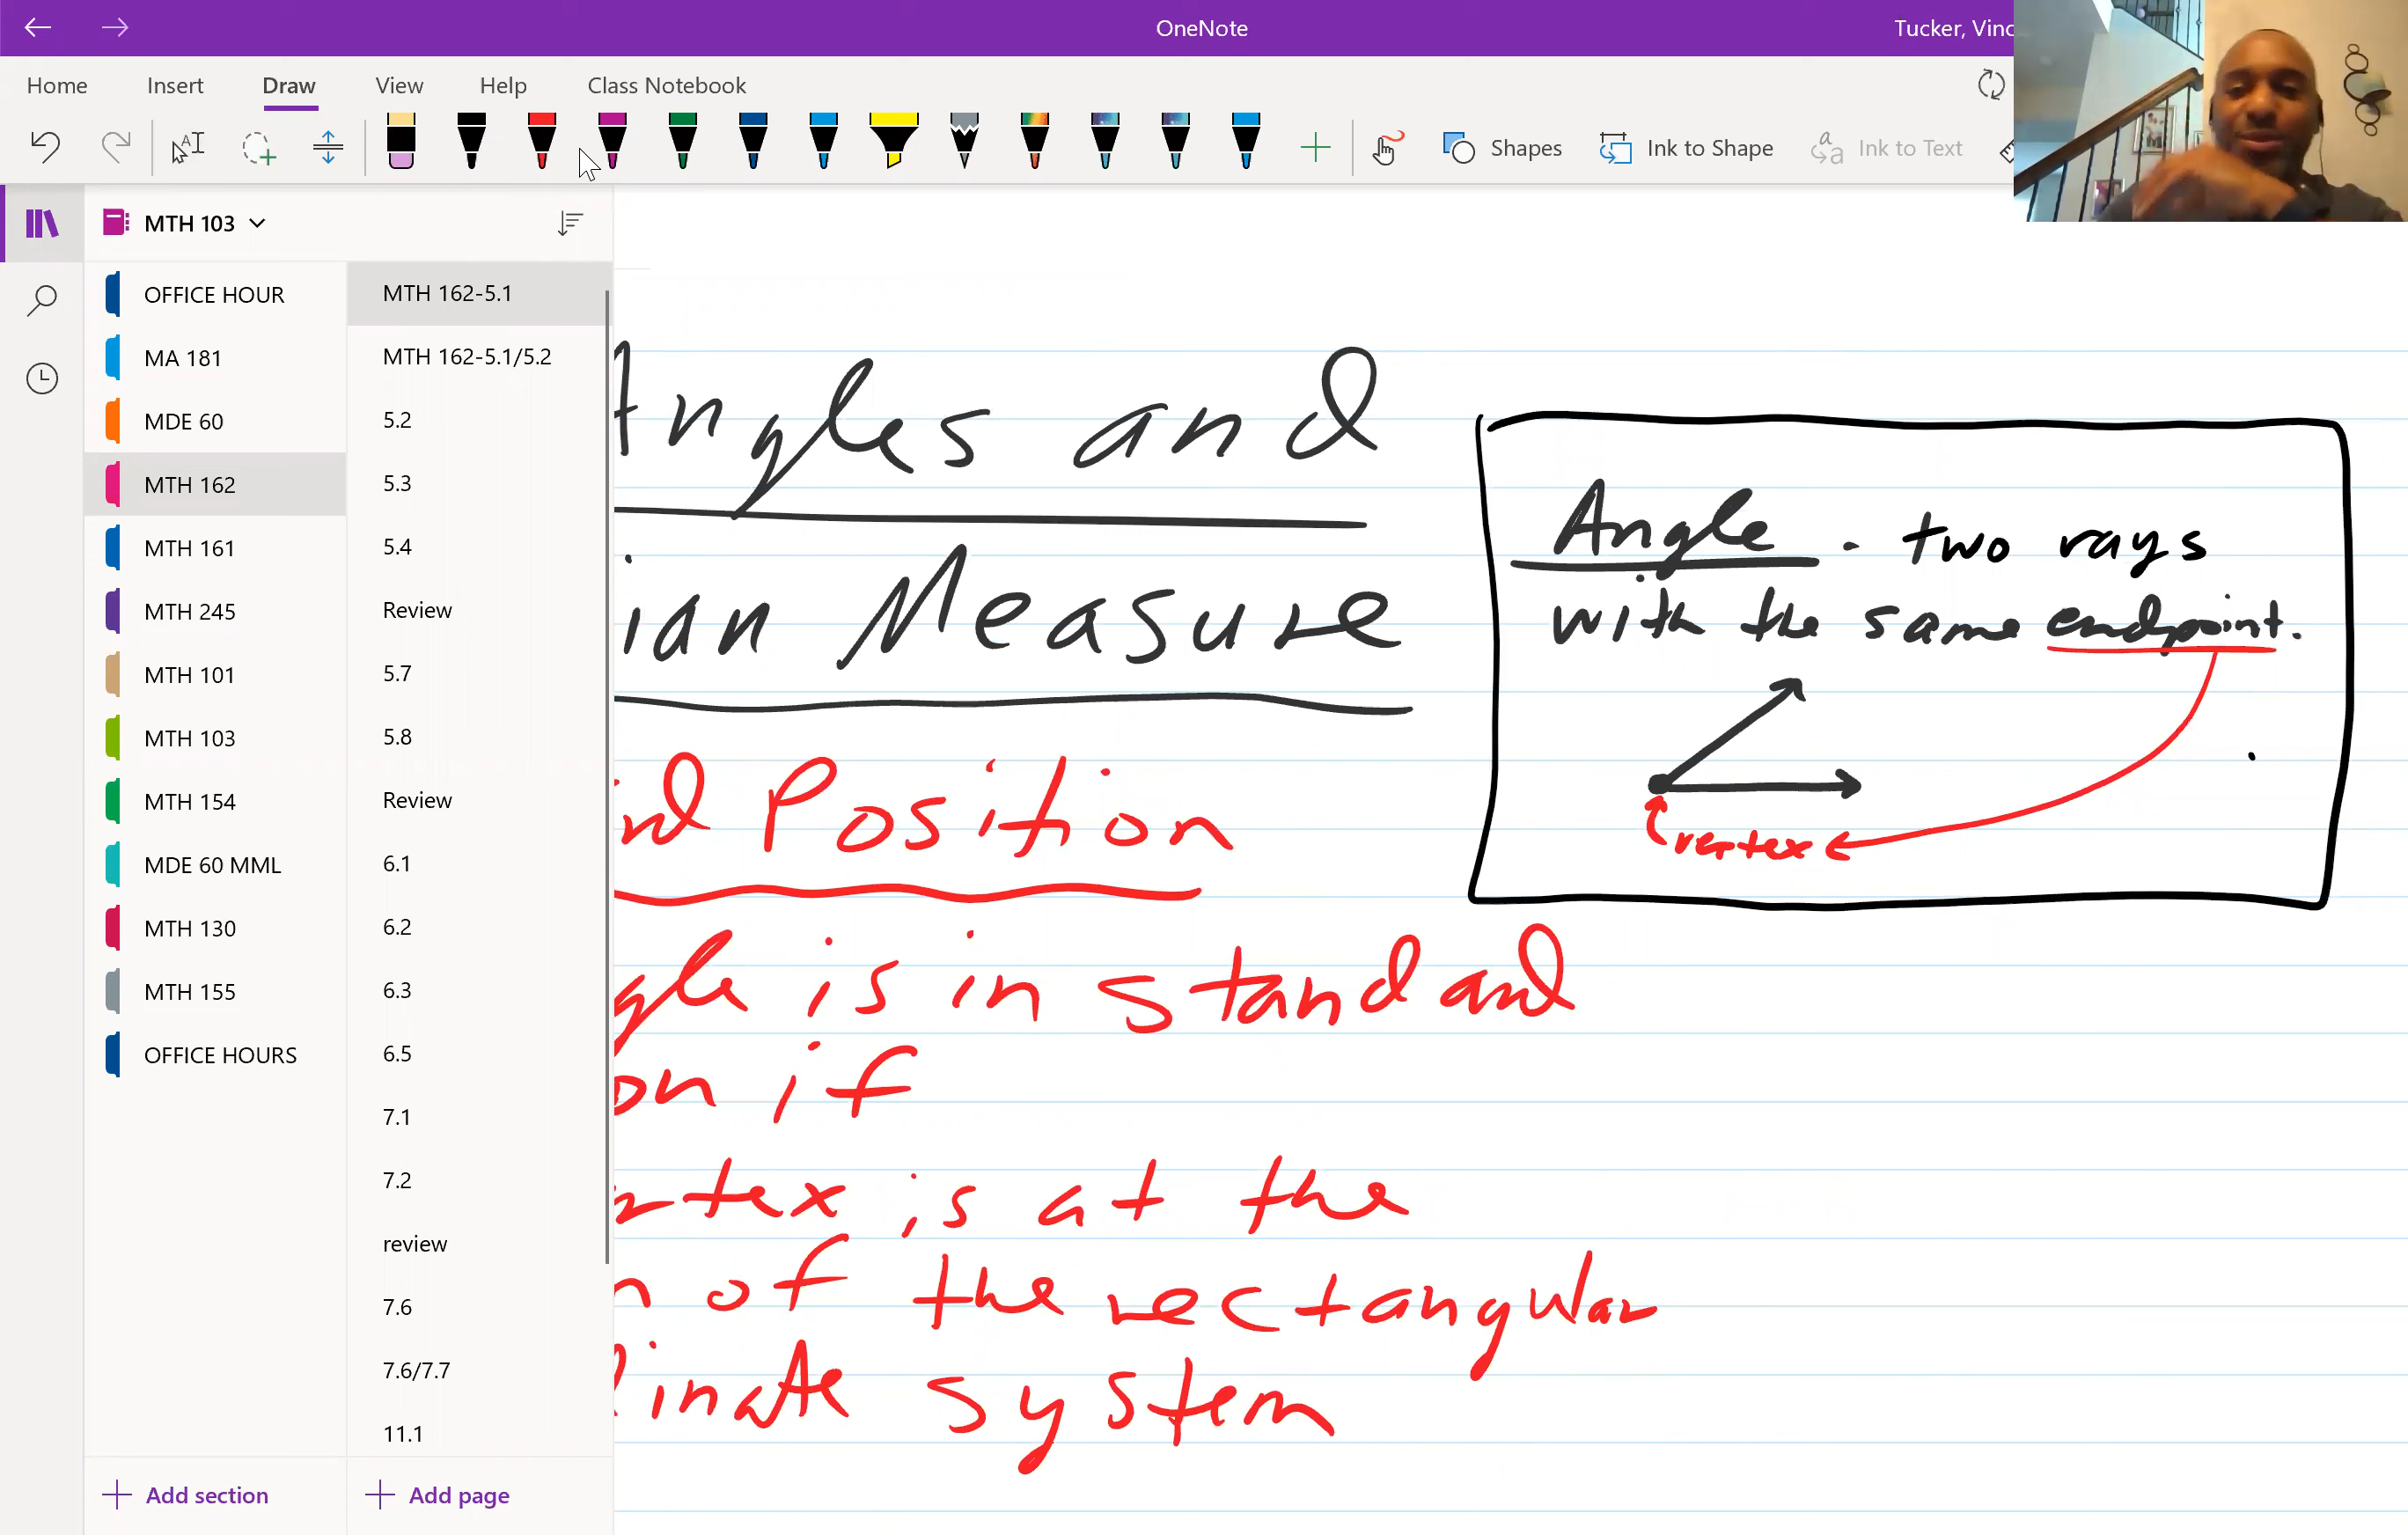 OneNote
Tucker, Vinc
Home Insert Draw View Help Class Notebook
Shapes Ink to Shape Ink to Text
MTH 103
OFFICE HOUR
MA 181
MDE 60
MTH 162
MTH 161
MTH 245
MTH 101
MTH 103
MTH 154
MDE 60 MML
MTH 130
MTH 155
OFFICE HOURS
Add section
MTH 162-5.1
MTH 162-5.1/5.2
5.2
5.3
5.4
Review
5.7
5.8
Review
6.1
6.2
6.3
6.5
7.1
7.2
review
7.6
7.6/7.7
11.1
Add page
Angles and
ian Measure
rd Position
gle is in standard
on if
rtex is at the
n of the rectangular
dinate system
Angle - two rays
with the same endpoint.
vertex